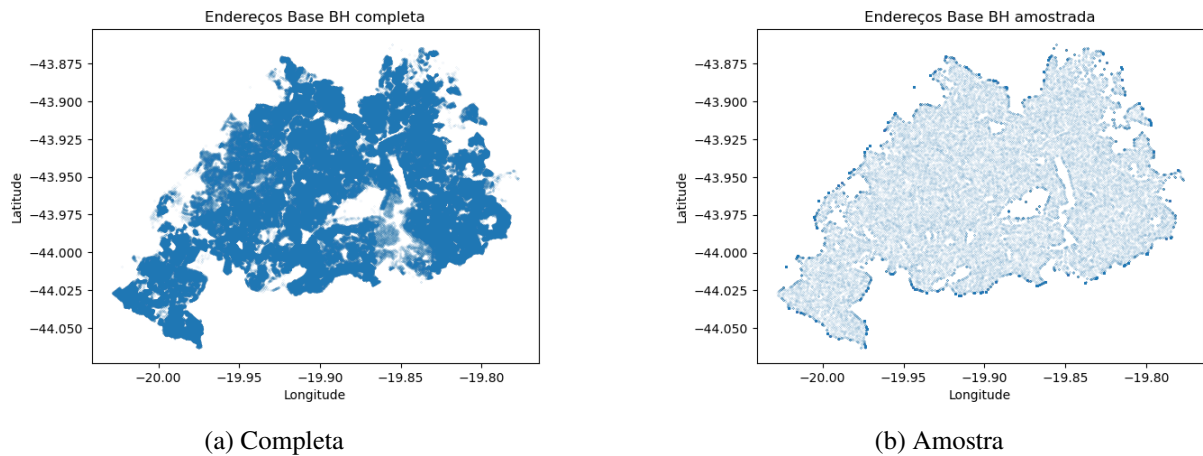 Endereços Base BH completa
Latitude
−43.875
−43.900
−43.925
−43.950
−43.975
−44.000
−44.025
−44.050
−20.00 −19.95 −19.90 −19.85 −19.80
Longitude
(a) Completa
Endereços Base BH amostrada
Latitude
−43.875
−43.900
−43.925
−43.950
−43.975
−44.000
−44.025
−44.050
−20.00 −19.95 −19.90 −19.85 −19.80
Longitude
(b) Amostra